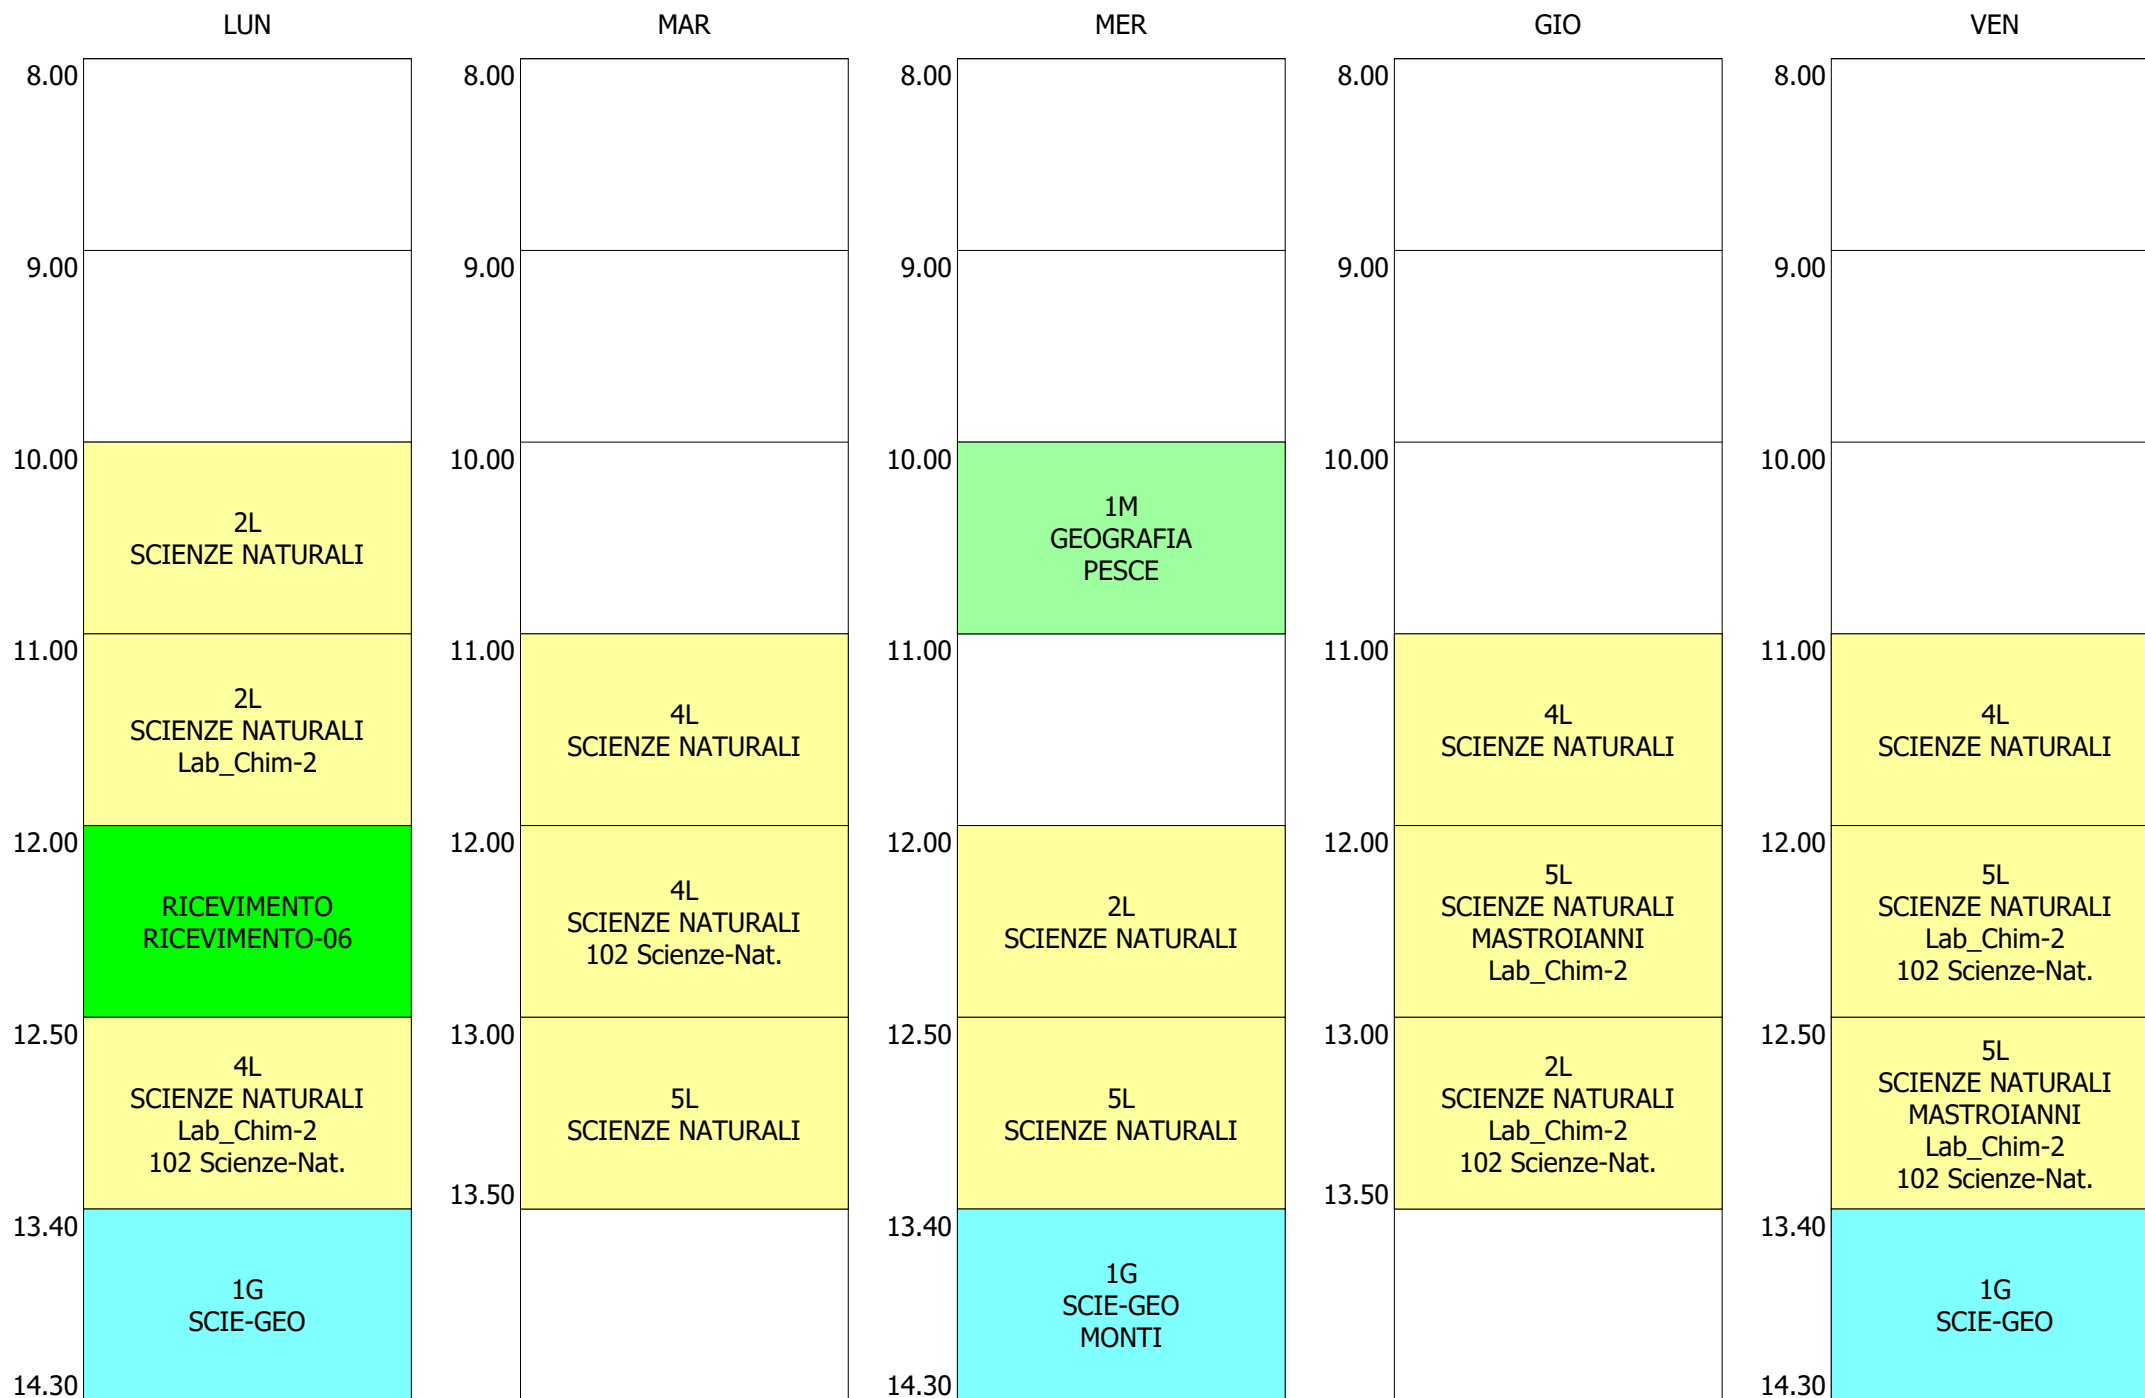 LUN
MAR
MER
GIO
VEN
8.00
8.00
8.00
8.00
8.00
9.00
9.00
9.00
9.00
9.00
10.00
2L
SCIENZE NATURALI
10.00
10.00
1M
GEOGRAFIA
PESCE
10.00
10.00
11.00
2L
SCIENZE NATURALI
Lab_Chim-2
11.00
4L
SCIENZE NATURALI
11.00
11.00
4L
SCIENZE NATURALI
11.00
4L
SCIENZE NATURALI
12.00
RICEVIMENTO
RICEVIMENTO-06
12.00
4L
SCIENZE NATURALI
102 Scienze-Nat.
12.00
2L
SCIENZE NATURALI
12.00
5L
SCIENZE NATURALI
MASTROIANNI
Lab_Chim-2
12.00
5L
SCIENZE NATURALI
Lab_Chim-2
102 Scienze-Nat.
12.50
4L
SCIENZE NATURALI
Lab_Chim-2
102 Scienze-Nat.
13.00
5L
SCIENZE NATURALI
13.50
12.50
5L
SCIENZE NATURALI
13.00
2L
SCIENZE NATURALI
Lab_Chim-2
102 Scienze-Nat.
13.50
12.50
5L
SCIENZE NATURALI
MASTROIANNI
Lab_Chim-2
102 Scienze-Nat.
13.40
1G
SCIE-GEO
14.30
13.40
1G
SCIE-GEO
MONTI
14.30
13.40
1G
SCIE-GEO
14.30